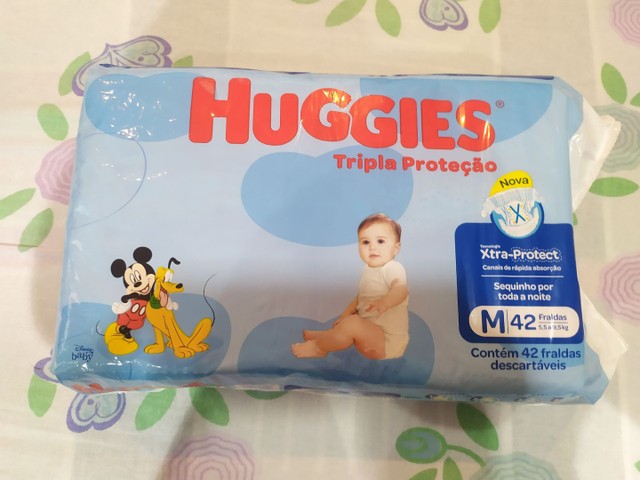 HUGGIES®
Tripla Proteção
Nova
X
Tecnologia
Xtra-Protect
Canais de rápida absorção
Sequinho por
toda a noite
M 42 Fraldas
5,5 a 9,5kg
Contém 42 fraldas
descartáveis
Disney
baby